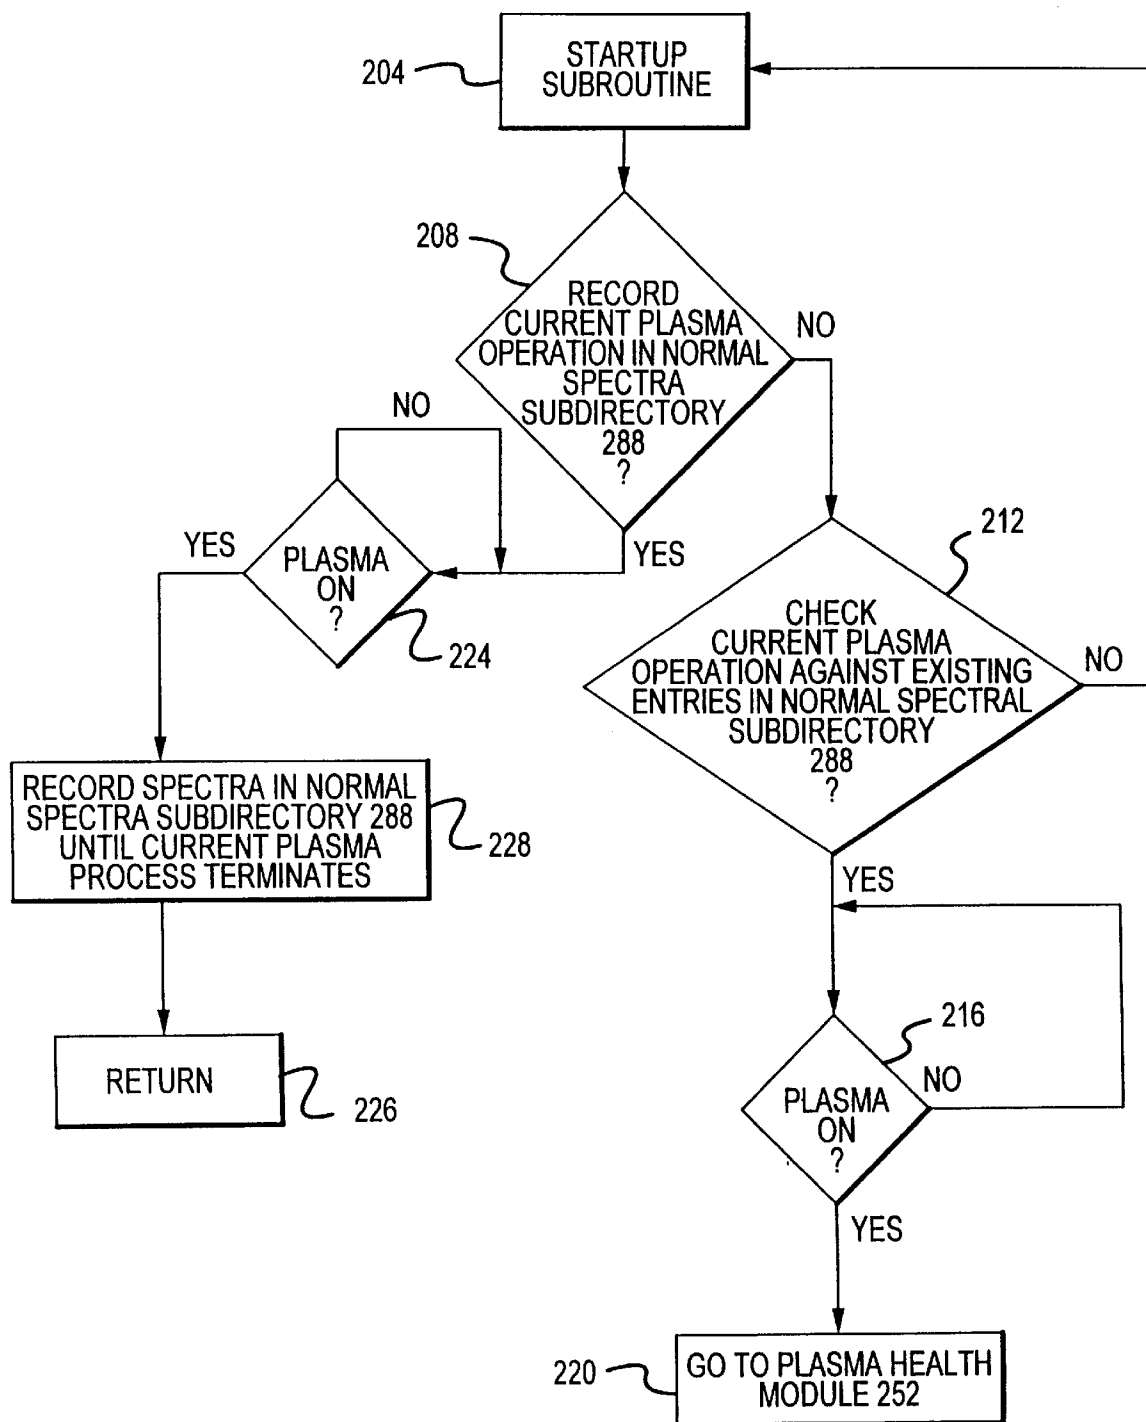 STARTUP
SUBROUTINE
204
208
RECORD
CURRENT PLASMA
OPERATION IN NORMAL
SPECTRA
SUBDIRECTORY
288
?
NO
YES
NO
YES
PLASMA
ON
?
224
212
CHECK
CURRENT PLASMA
OPERATION AGAINST EXISTING
ENTRIES IN NORMAL SPECTRAL
SUBDIRECTORY
288
?
NO
YES
RECORD SPECTRA IN NORMAL
SPECTRA SUBDIRECTORY 288
UNTIL CURRENT PLASMA
PROCESS TERMINATES
228
RETURN
226
216
PLASMA
ON
?
NO
YES
220
GO TO PLASMA HEALTH
MODULE 252